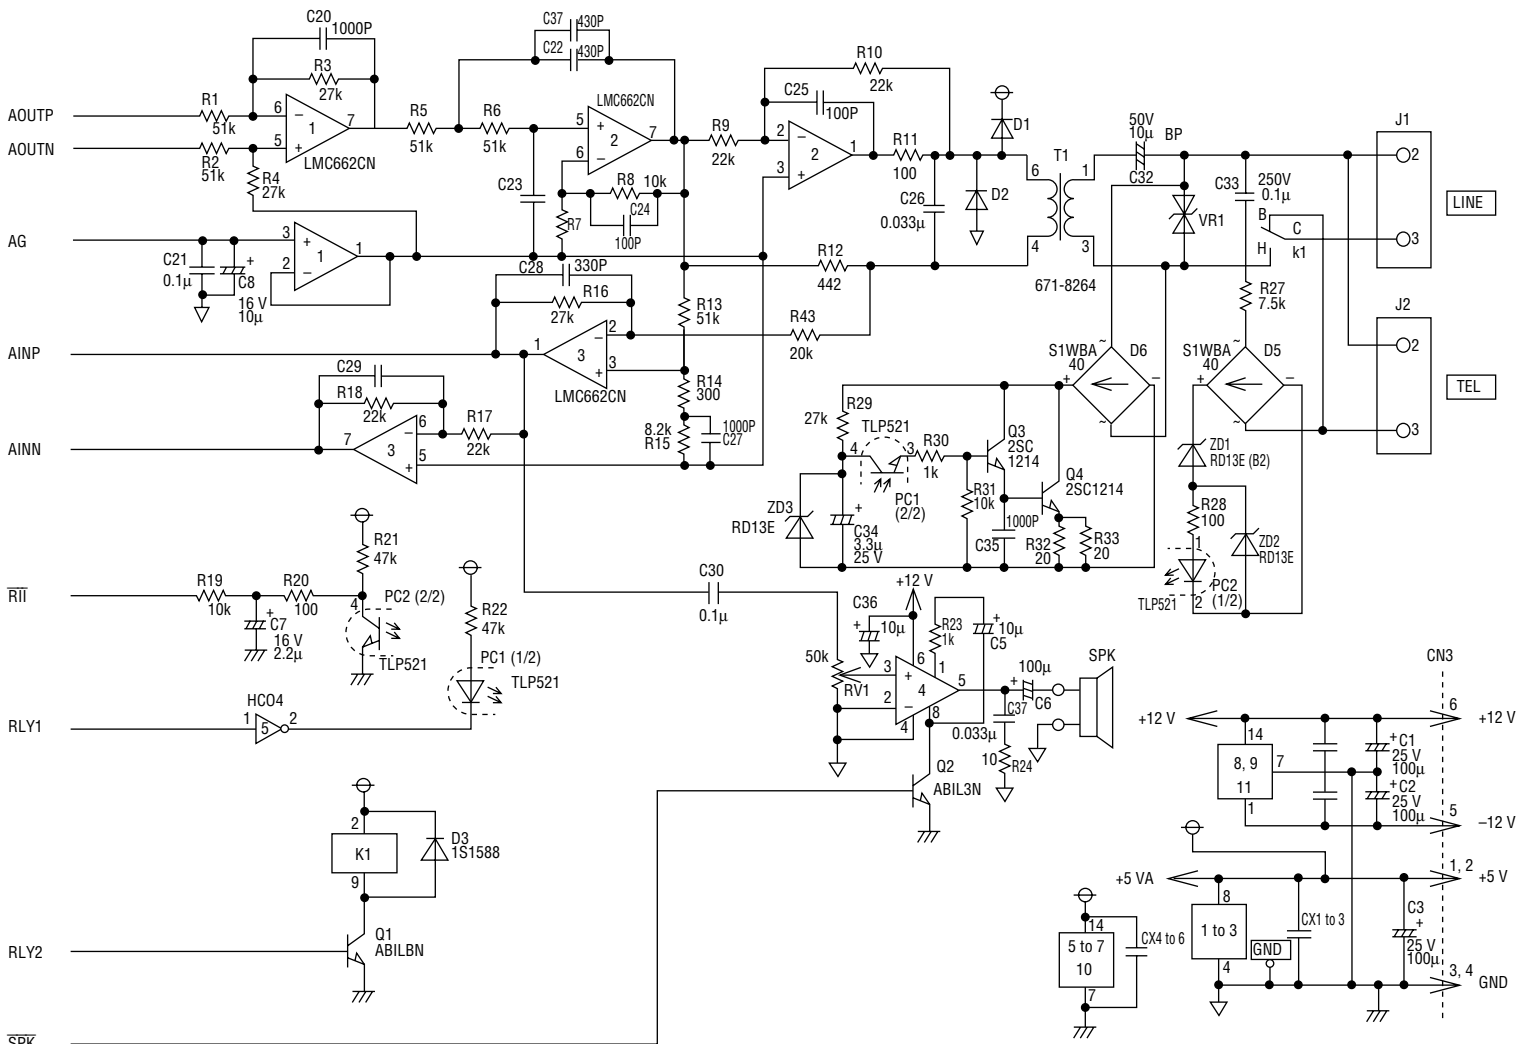 C20
1000P
R3
27k
AOUTP
R1
51k
6
5
1
7
LMC662CN
AOUTN
R2
51k
R4
27k
C37
430P
C22
430P
R5
51k
R6
51k
LMC662CN
5
6
2
7
C23
R7
R8
10k
C24
100P
R9
22k
R10
22k
C25
100P
2
3
2
1
R11
100
C26
0.033µ
D1
D2
T1
6
4
1
3
671-8264
50V
10µ
BP
C32
VR1
C33
250V
0.1µ
B
C
H
k1
J1
2
3
LINE
AG
C21
0.1µ
C8
16 V
10µ
3
2
1
1
C28
330P
R16
27k
R12
442
R13
51k
R43
20k
R27
7.5k
J2
2
3
TEL
AINP
1
3
2
3
LMC662CN
R14
300
8.2k
R15
1000P
C27
C29
R18
22k
R17
22k
AINN
7
3
6
5
S1WBA
40
D6
S1WBA
40
D5
~
~
~
~
+
−
+
−
R29
27k
TLP521
4
3
R30
1k
PC1
(2/2)
Q3
2SC
1214
Q4
2SC1214
R31
10k
1000P
C35
R32
20
R33
20
ZD3
RD13E
C34
3.3µ
25 V
ZD1
RD13E (B2)
R28
100
1
2
ZD2
RD13E
TLP521
PC2
(1/2)
R21
47k
RII
R19
10k
R20
100
C7
16 V
2.2µ
4
PC2 (2/2)
TLP521
R22
47k
PC1 (1/2)
TLP521
HCO4
RLY1
1
5
2
C30
0.1µ
50k
RV1
C36
10µ
+12 V
R23
1k
10µ
C5
6
1
3
2
4
5
4
8
100µ
C6
C37
0.033µ
10
R24
SPK
Q2
ABIL3N
2
K1
9
D3
1S1588
RLY2
Q1
ABILBN
SPK
CN3
+12 V
6
+12 V
14
8, 9
11
7
1
C1
25 V
100µ
C2
25 V
100µ
5
–12 V
+5 VA
1, 2
+5 V
8
1 to 3
4
GND
CX1 to 3
C3
25 V
100µ
3, 4
GND
14
5 to 7
10
7
CX4 to 6